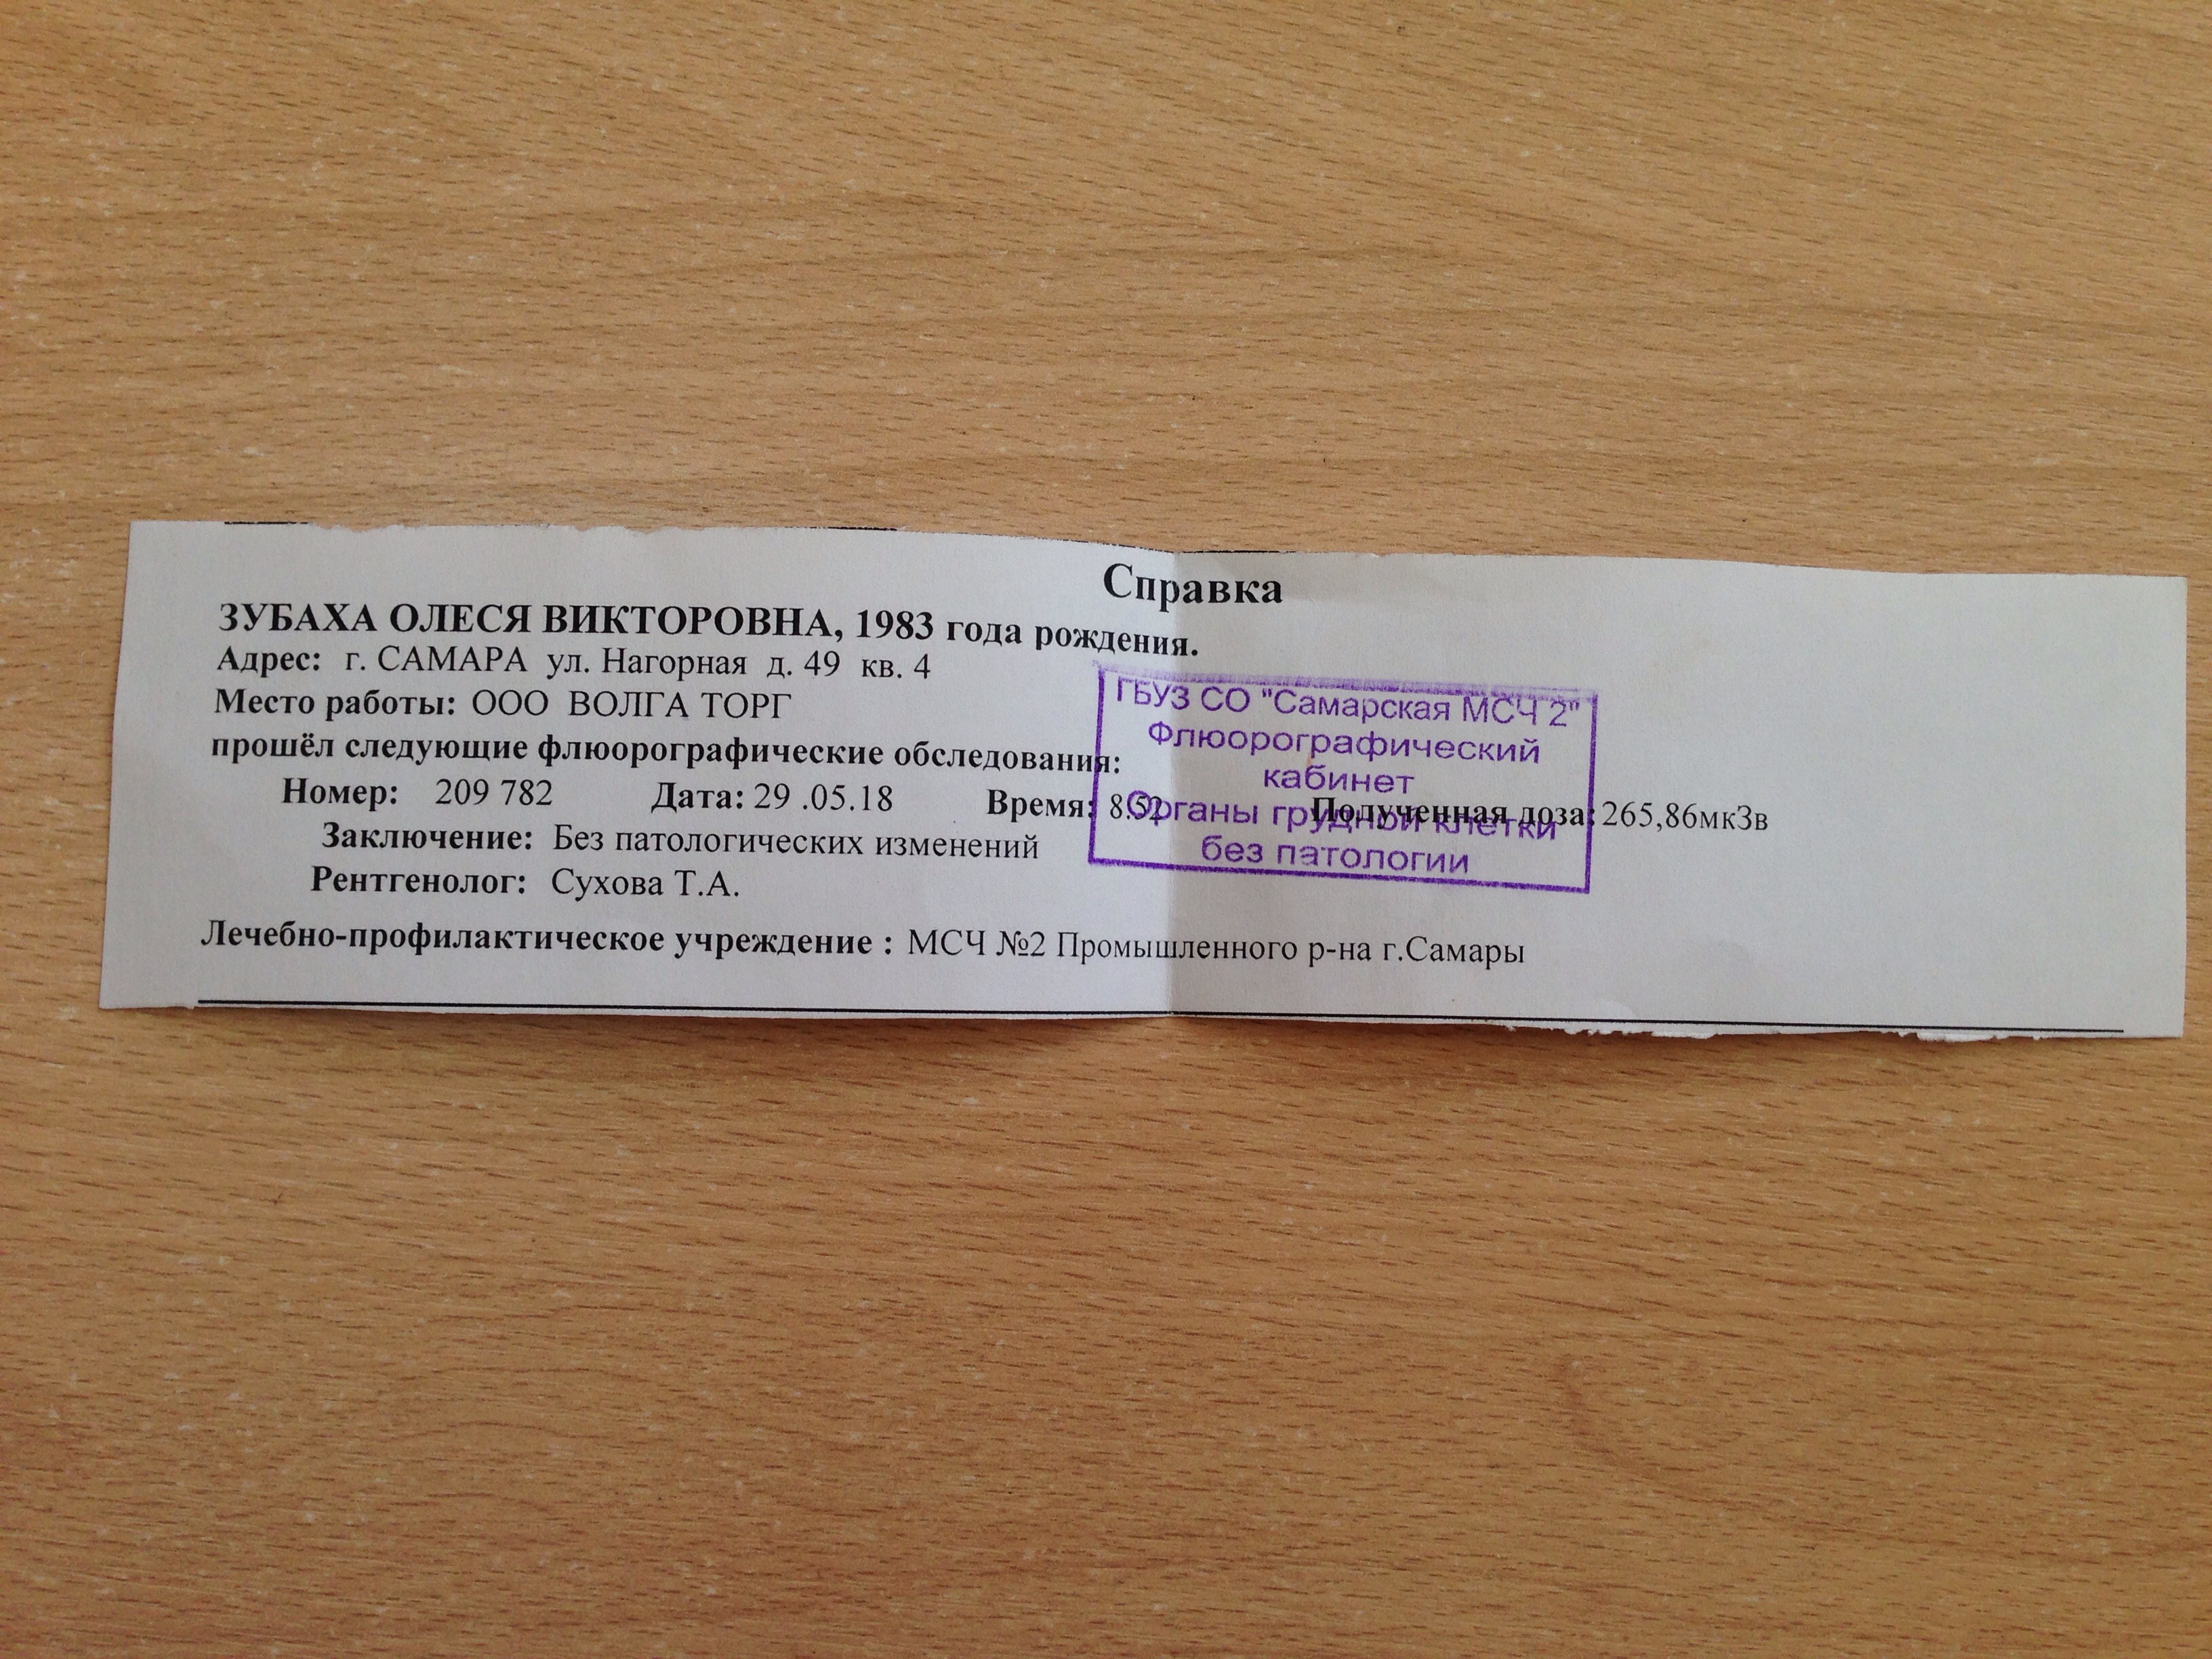 Справка
ЗУБАХА ОЛЕСЯ ВИКТОРОВНА, 1983 года рождения.
Адрес: г. САМАРА ул. Нагорная д. 49 кв. 4
Место работы: ООО ВОЛГА ТОРГ
прошёл следующие флюорографические обследования:
Номер: 209 782 Дата: 29 .05.18 Время: 8:52 Полученная доза: 265,86мкЗв
Заключение: Без патологических изменений
Рентгенолог: Сухова Т.А.
Лечебно-профилактическое учреждение : МСЧ №2 Промышленного р-на г.Самары
ГБУЗ СО "Самарская МСЧ 2"
Флюорографический
кабинет
Органы грудной клетки
без патологии